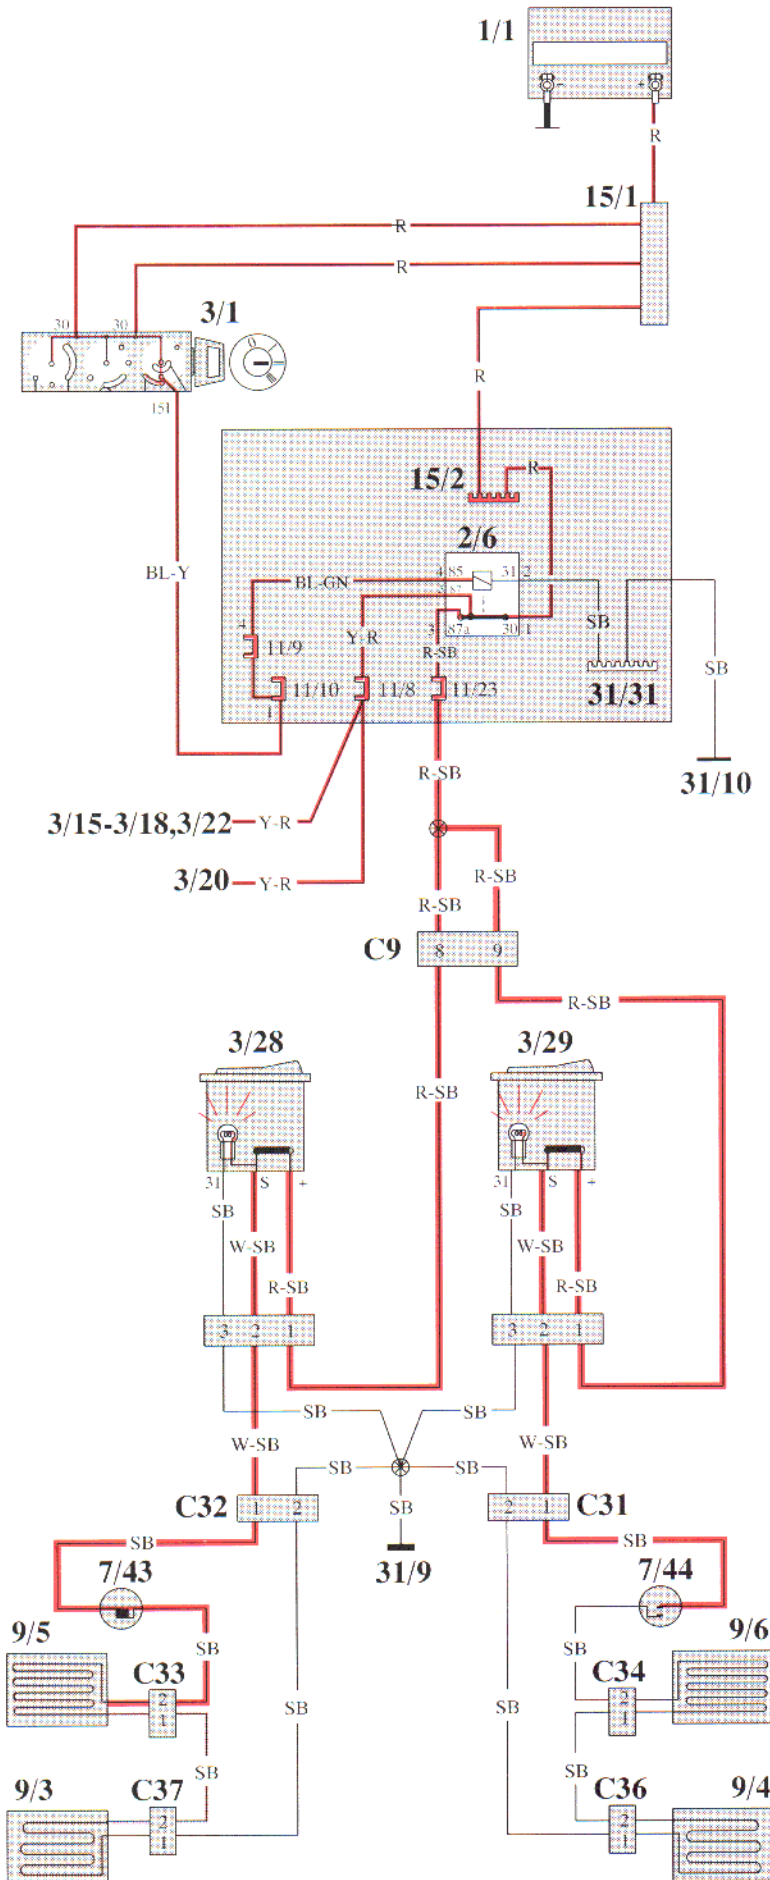 1/1
− +
R
15/1
R
R
3/1
30 30
0
151
R
15/2
R
2/6
4 85 31 2
BL-Y
BL-GN
87
SB
Y-R
3 87a 30 1
R-SB
4
11/9
11/10 11/8 11/23
1
31/31
SB
31/10
R-SB
3/15-3/18,3/22 Y-R
3/20 Y-R
R-SB
R-SB
C9 8 9
R-SB
3/28 3/29
R-SB
31 S + 31 S +
SB SB
W-SB W-SB
R-SB R-SB
3 2 1 3 2 1
SB SB
W-SB W-SB
SB SB
C32 1 2 SB 2 1 C31
31/9
SB SB
7/43 7/44
9/5 9/6
SB SB
C33 C34
2 2
1 1
SB SB
SB SB
9/3 C37 C36 9/4
2 2
1 1